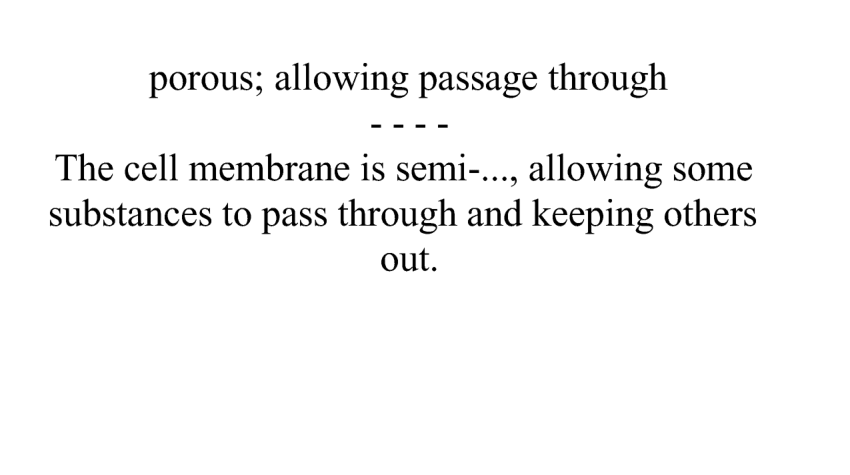 porous; allowing passage through
- - - -
The cell membrane is semi-..., allowing some
substances to pass through and keeping others
out.